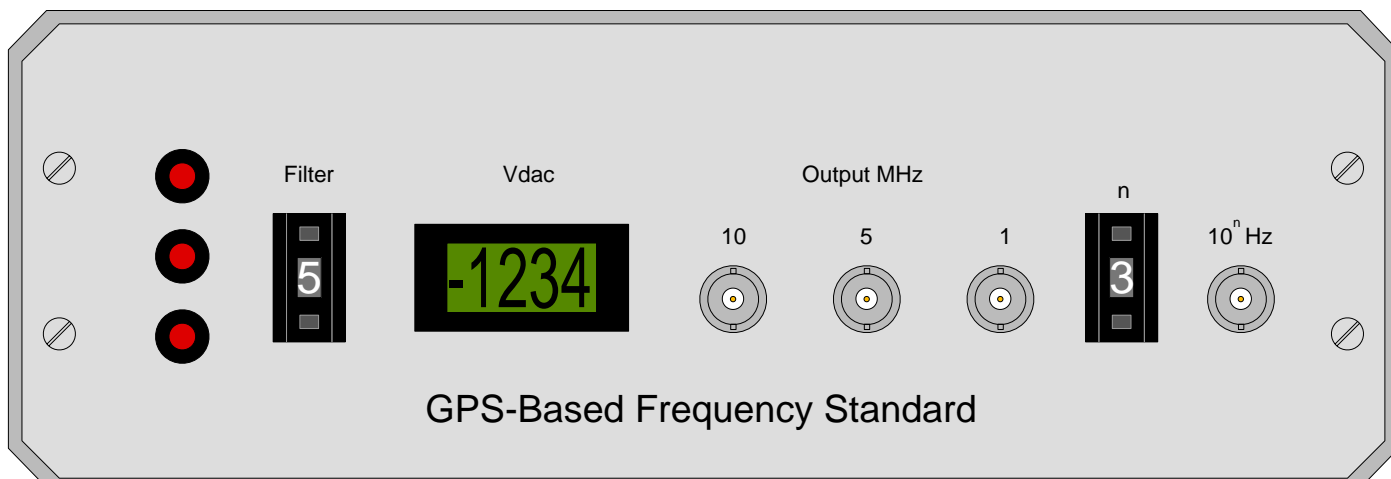 Filter
Vdac
Output MHz
n
10
5
1
10ⁿ Hz
5
-1234
3
GPS-Based Frequency Standard